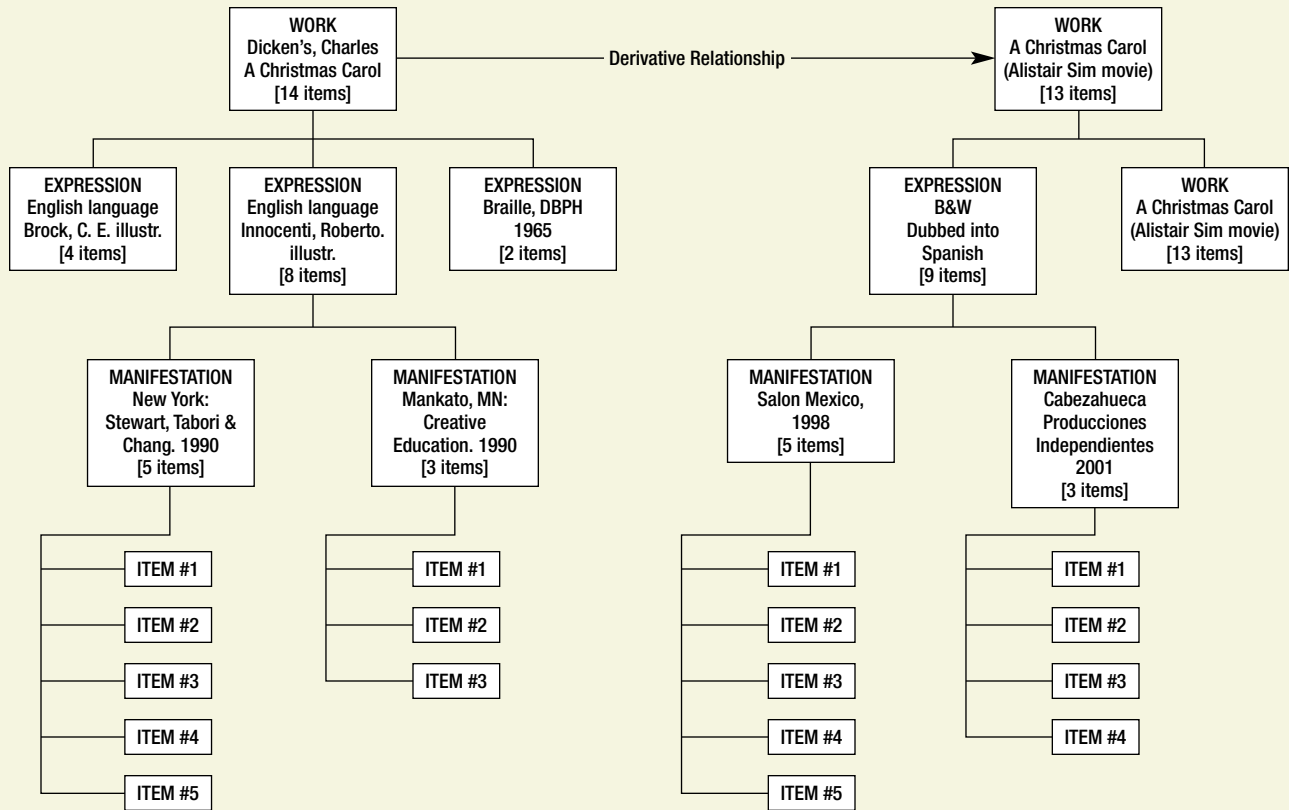 WORK
Dicken's, Charles
A Christmas Carol
[14 items]
Derivative Relationship
WORK
A Christmas Carol
(Alistair Sim movie)
[13 items]
EXPRESSION
English language
Brock, C. E. illustr.
[4 items]
EXPRESSION
English language
Innocenti, Roberto.
illustr.
[8 items]
EXPRESSION
Braille, DBPH
1965
[2 items]
EXPRESSION
B&W
Dubbed into
Spanish
[9 items]
WORK
A Christmas Carol
(Alistair Sim movie)
[13 items]
MANIFESTATION
New York:
Stewart, Tabori &
Chang. 1990
[5 items]
MANIFESTATION
Mankato, MN:
Creative
Education. 1990
[3 items]
MANIFESTATION
Salon Mexico,
1998
[5 items]
MANIFESTATION
Cabezahueca
Producciones
Independientes
2001
[3 items]
ITEM #1
ITEM #2
ITEM #3
ITEM #4
ITEM #5
ITEM #1
ITEM #2
ITEM #3
ITEM #1
ITEM #2
ITEM #3
ITEM #4
ITEM #5
ITEM #1
ITEM #2
ITEM #3
ITEM #4